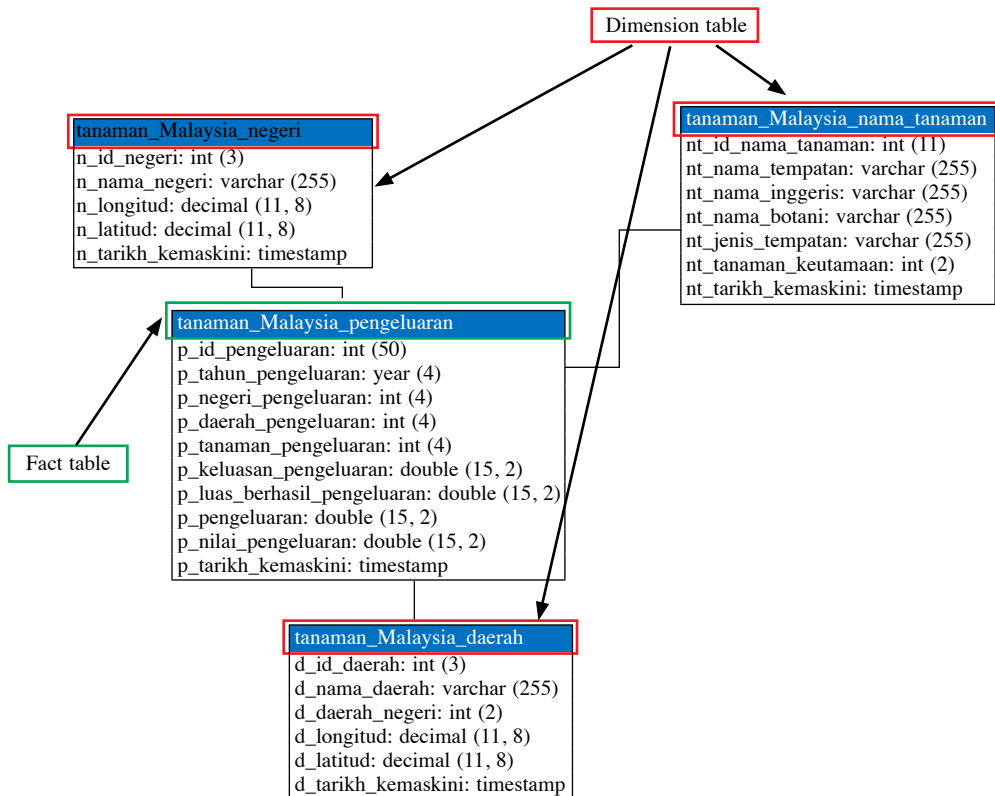 Dimension table
tanaman_Malaysia_negeri
n_id_negeri: int (3)
n_nama_negeri: varchar (255)
n_longitud: decimal (11, 8)
n_latitud: decimal (11, 8)
n_tarikh_kemaskini: timestamp
tanaman_Malaysia_nama_tanaman
nt_id_nama_tanaman: int (11)
nt_nama_tempatan: varchar (255)
nt_nama_inggeris: varchar (255)
nt_nama_botani: varchar (255)
nt_jenis_tempatan: varchar (255)
nt_tanaman_keutamaan: int (2)
nt_tarikh_kemaskini: timestamp
tanaman_Malaysia_pengeluaran
p_id_pengeluaran: int (50)
p_tahun_pengeluaran: year (4)
p_negeri_pengeluaran: int (4)
p_daerah_pengeluaran: int (4)
p_tanaman_pengeluaran: int (4)
p_keluasan_pengeluaran: double (15, 2)
p_luas_berhasil_pengeluaran: double (15, 2)
p_pengeluaran: double (15, 2)
p_nilai_pengeluaran: double (15, 2)
p_tarikh_kemaskini: timestamp
Fact table
tanaman_Malaysia_daerah
d_id_daerah: int (3)
d_nama_daerah: varchar (255)
d_daerah_negeri: int (2)
d_longitud: decimal (11, 8)
d_latitud: decimal (11, 8)
d_tarikh_kemaskini: timestamp